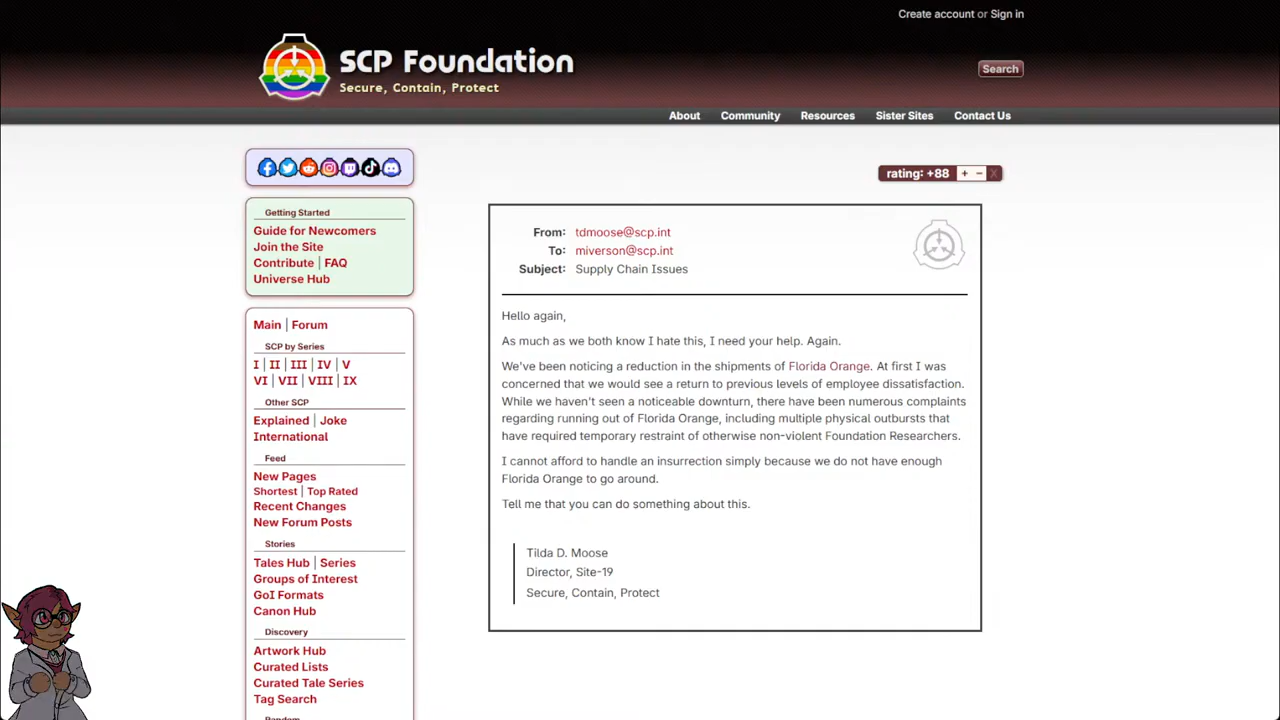 Create account or Sign in
SCP Foundation
Secure, Contain, Protect
Search
About Community Resources Sister Sites Contact Us
rating: +88 + − X
Getting Started
Guide for Newcomers
Join the Site
Contribute | FAQ
Universe Hub
Main | Forum
SCP by Series
I | II | III | IV | V
VI | VII | VIII | IX
Other SCP
Explained | Joke
International
Feed
New Pages
Shortest | Top Rated
Recent Changes
New Forum Posts
Stories
Tales Hub | Series
Groups of Interest
GoI Formats
Canon Hub
Discovery
Artwork Hub
Curated Lists
Curated Tale Series
Tag Search
Random
From: tdmoose@scp.int
To: miverson@scp.int
Subject: Supply Chain Issues
Hello again,
As much as we both know I hate this, I need your help. Again.
We've been noticing a reduction in the shipments of Florida Orange. At first I was
concerned that we would see a return to previous levels of employee dissatisfaction.
While we haven't seen a noticeable downturn, there have been numerous complaints
regarding running out of Florida Orange, including multiple physical outbursts that
have required temporary restraint of otherwise non-violent Foundation Researchers.
I cannot afford to handle an insurrection simply because we do not have enough
Florida Orange to go around.
Tell me that you can do something about this.
Tilda D. Moose
Director, Site-19
Secure, Contain, Protect